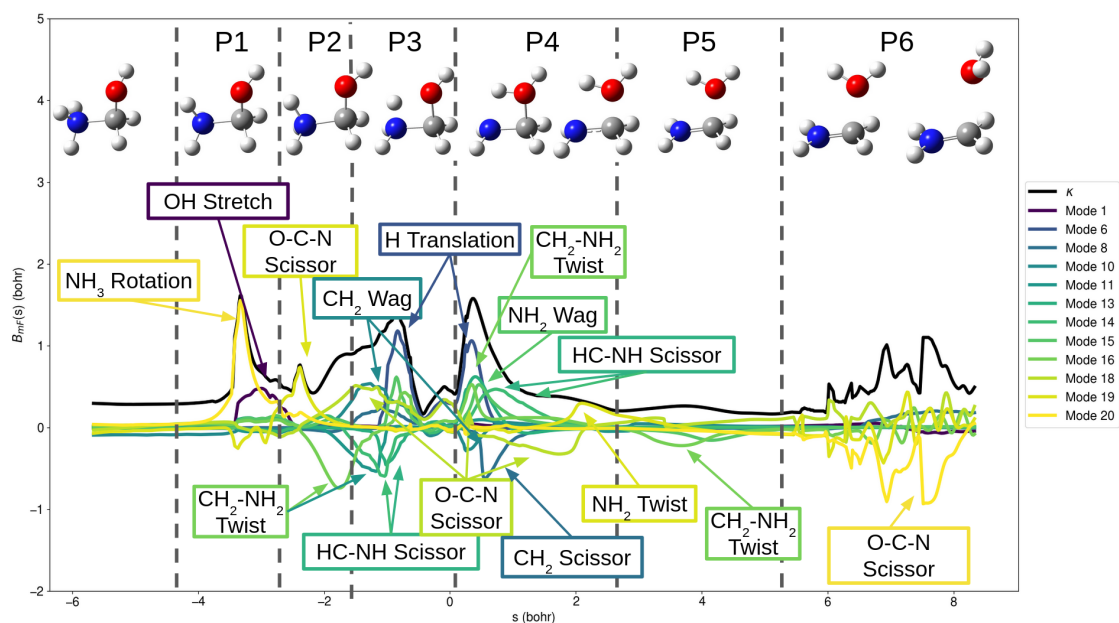 P1 P2 P3 P4 P5 P6
OH Stretch
O-C-N
Scissor
H Translation
CH₂-NH₂
Twist
NH₃ Rotation
CH₂ Wag
NH₂ Wag
HC-NH Scissor
CH₂-NH₂
Twist
HC-NH Scissor
O-C-N
Scissor
CH₂ Scissor
NH₂ Twist
CH₂-NH₂
Twist
O-C-N
Scissor
κ
Mode 1
Mode 6
Mode 8
Mode 10
Mode 11
Mode 13
Mode 14
Mode 15
Mode 16
Mode 18
Mode 19
Mode 20
5
4
3
2
1
0
−1
−2
−6 −4 −2 0 2 4 6 8
s (bohr)
B_mF(s) (bohr)